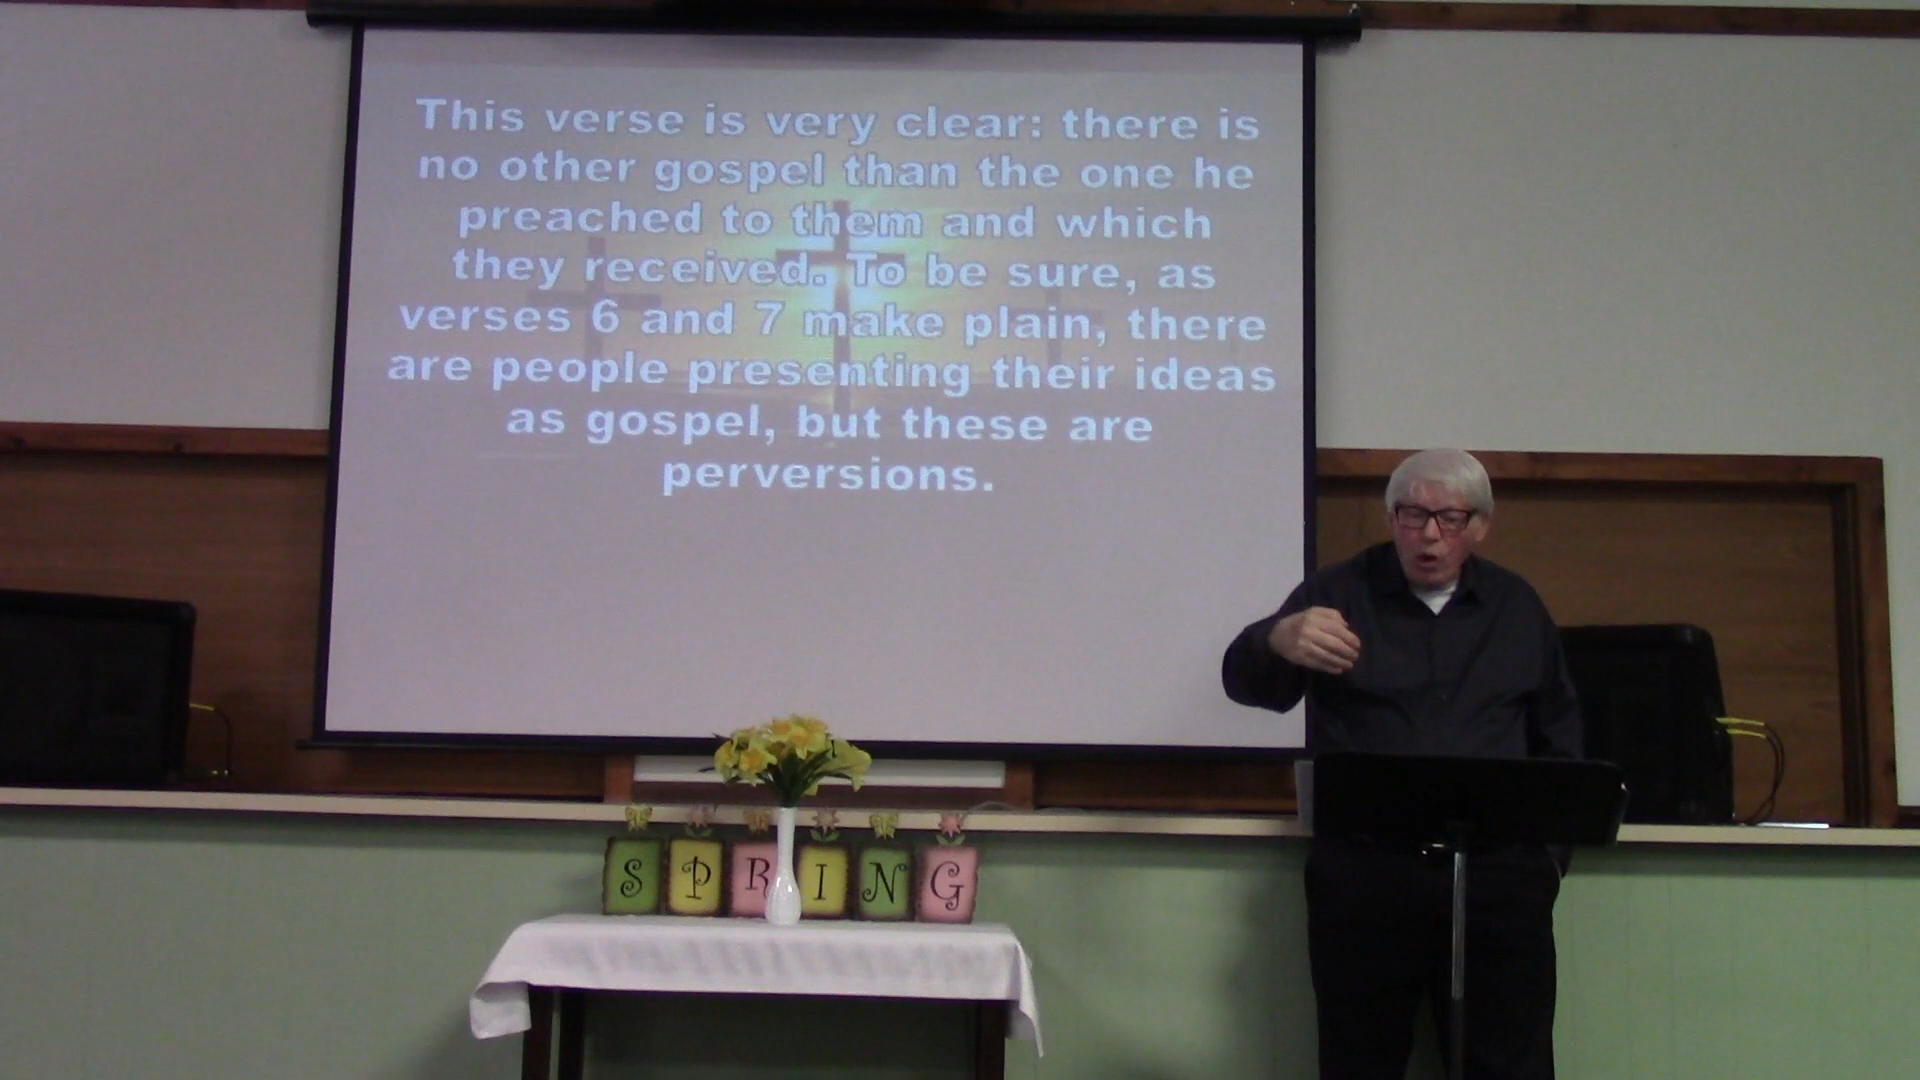 This verse is very clear: there is
no other gospel than the one he
preached to them and which
they received. To be sure, as
verses 6 and 7 make plain, there
are people presenting their ideas
as gospel, but these are
perversions.
SPRING